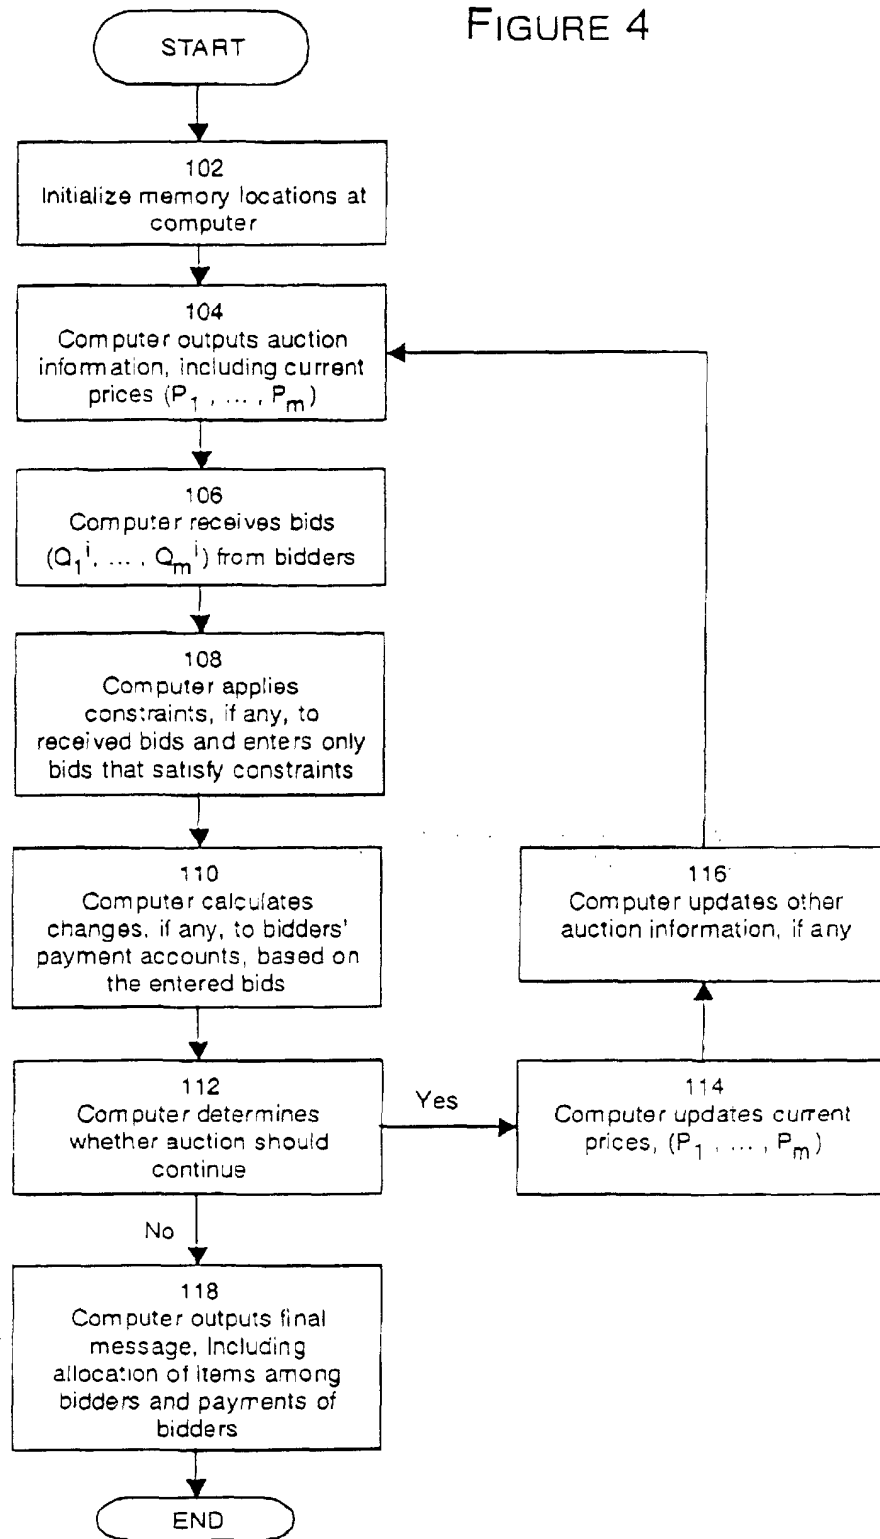 FIGURE 4
START
102
Initialize memory locations at
computer
104
Computer outputs auction
information, including current
prices (P1 , ... , Pm)
106
Computer receives bids
(Q1^i, ... , Qm^i) from bidders
108
Computer applies
constraints, if any, to
received bids and enters only
bids that satisfy constraints
110
Computer calculates
changes, if any, to bidders'
payment accounts, based on
the entered bids
112
Computer determines
whether auction should
continue
Yes
114
Computer updates current
prices, (P1 , ... , Pm)
116
Computer updates other
auction information, if any
No
118
Computer outputs final
message, Including
allocation of items among
bidders and payments of
bidders
END